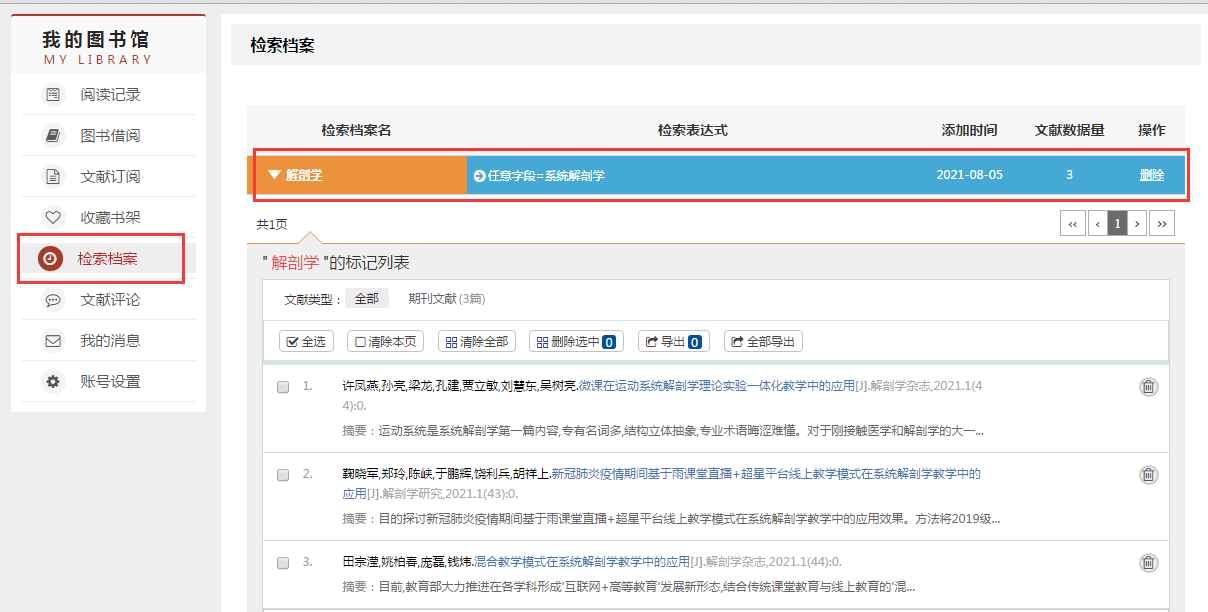 我的图书馆
MY LIBRARY
阅读记录
图书借阅
文献订阅
收藏书架
检索档案
文献评论
我的消息
账号设置
检索档案
检索档案名 检索表达式 添加时间 文献数据量 操作
解剖学 任意字段=系统解剖学 2021-08-05 3 删除
共1页 ‹‹ ‹ 1 › ››
" 解剖学 "的标记列表
文献类型： 全部 期刊文献(3篇)
全选 清除本页 清除全部 删除选中 0 导出 0 全部导出
1. 许凤燕,孙亮,梁龙,孔建,贾立敏,刘慧东,吴树亮.微课在运动系统解剖学理论实验一体化教学中的应用[J].解剖学杂志,2021.1(4
4):0.
摘要：运动系统是系统解剖学第一篇内容,专有名词多,结构立体抽象,专业术语晦涩难懂。对于刚接触医学和解剖学的大一...
2. 鞠晓军,郑玲,陈峡,于鹏辉,饶利兵,胡祥上.新冠肺炎疫情期间基于雨课堂直播+超星平台线上教学模式在系统解剖学教学中的
应用[J].解剖学研究,2021.1(43):0.
摘要：目的探讨新冠肺炎疫情期间基于雨课堂直播+超星平台线上教学模式在系统解剖学教学中的应用效果。方法将2019级...
3. 田宗滢,姚柏春,庞磊,钱炜.混合教学模式在系统解剖学教学中的应用[J].解剖学杂志,2021.1(44):0.
摘要：目前,教育部大力推进在各学科形成'互联网+高等教育'发展新形态,结合传统课堂教育与线上教育的'混...